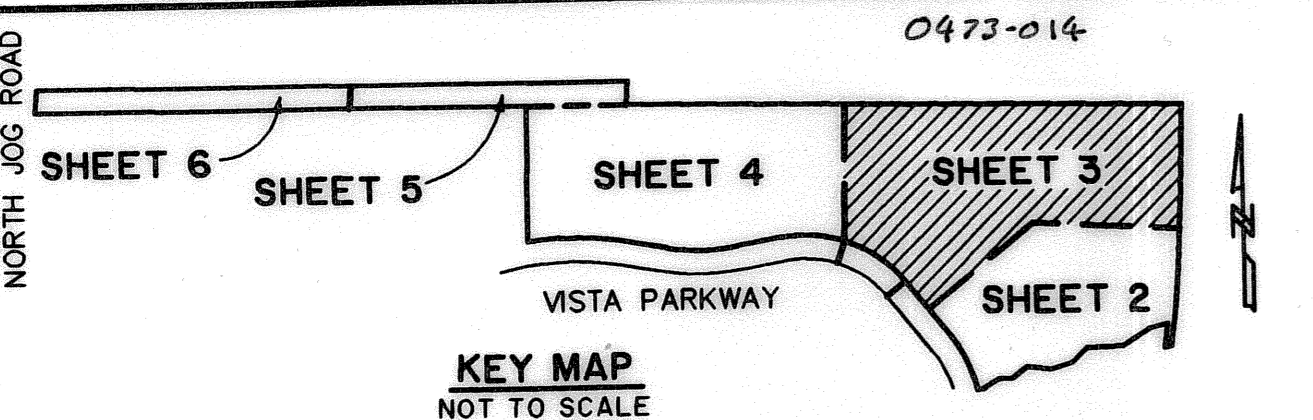 0473-014
NORTH JOG ROAD
SHEET 6
SHEET 5
SHEET 4
SHEET 3
N
VISTA PARKWAY
SHEET 2
KEY MAP
NOT TO SCALE